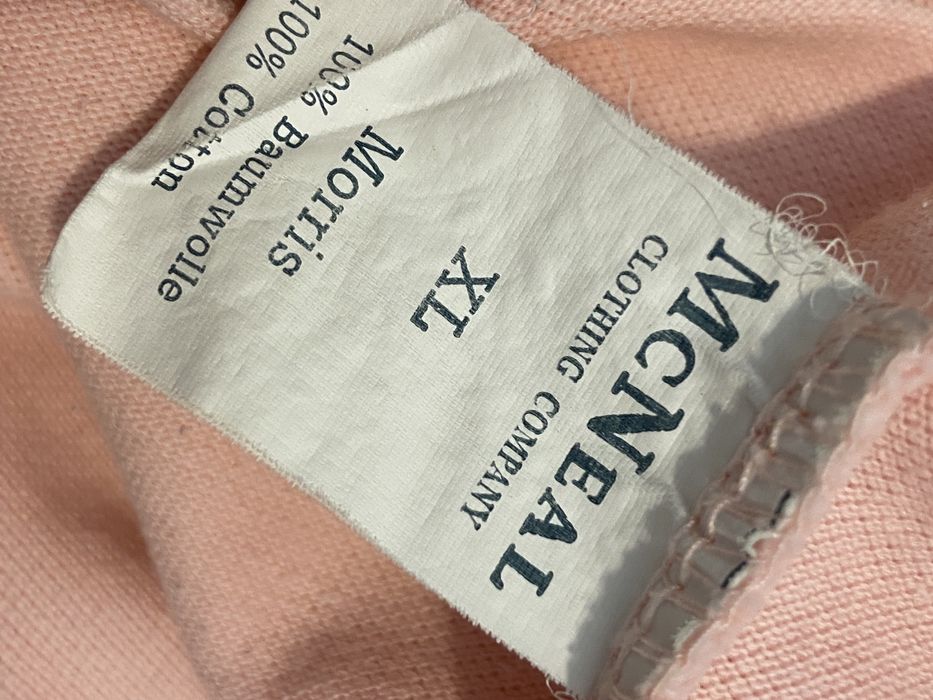 McNeal
CLOTHING COMPANY
XL
Morris
100% Baumwolle
100% Cotton